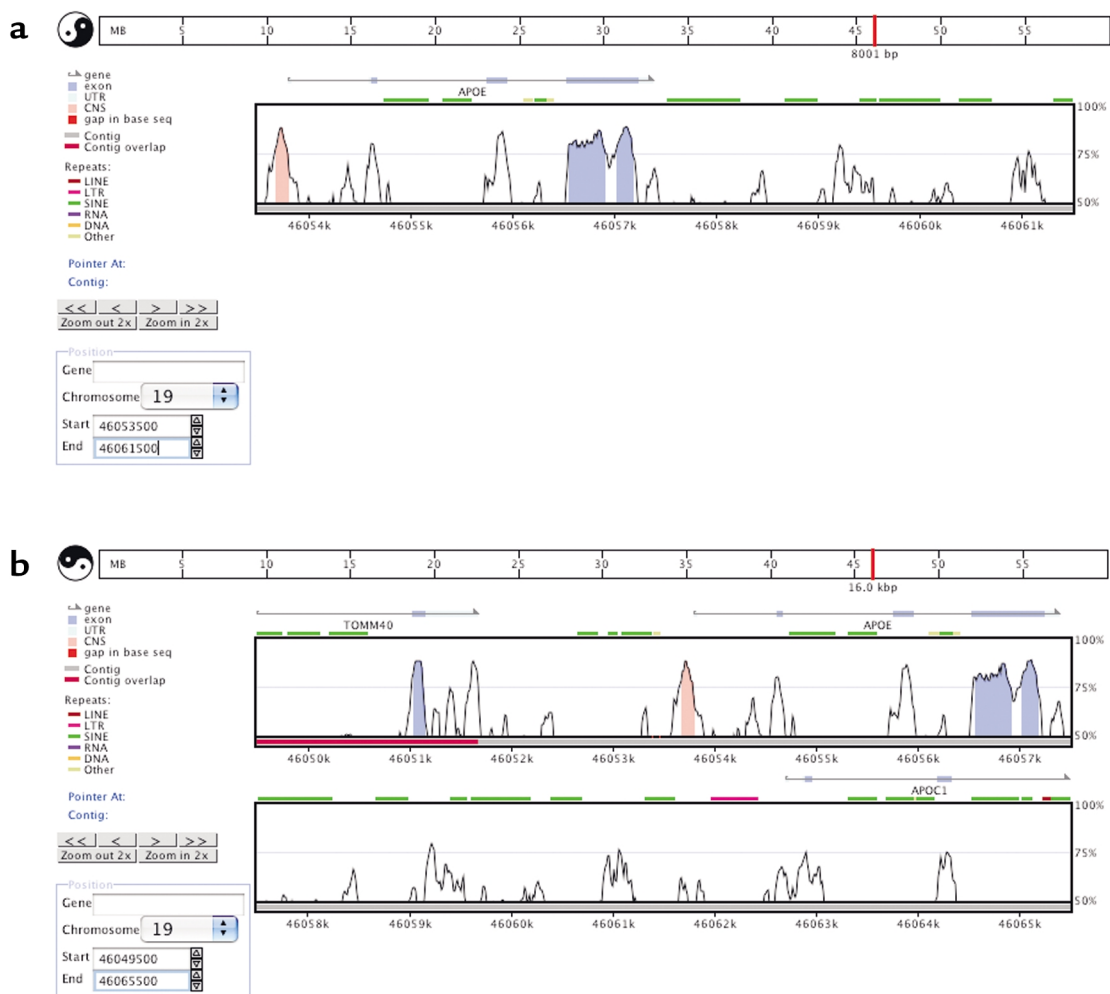 a
MB 5 10 15 20 25 30 35 40 45 50 55
8001 bp
gene
exon
UTR
CNS
gap in base seq
Contig
Contig overlap
Repeats:
LINE
LTR
SINE
RNA
DNA
Other
APOE
100%
75%
50%
46054k 46055k 46056k 46057k 46058k 46059k 46060k 46061k
Pointer At:
Contig:
<< < > >>
Zoom out 2x Zoom in 2x
Position
Gene
Chromosome 19
Start 46053500
End 46061500
b
MB 5 10 15 20 25 30 35 40 45 50 55
16.0 kbp
gene
exon
UTR
CNS
gap in base seq
Contig
Contig overlap
Repeats:
LINE
LTR
SINE
RNA
DNA
Other
TOMM40 APOE
100%
75%
50%
46050k 46051k 46052k 46053k 46054k 46055k 46056k 46057k
APOC1
100%
75%
50%
46058k 46059k 46060k 46061k 46062k 46063k 46064k 46065k
Pointer At:
Contig:
<< < > >>
Zoom out 2x Zoom in 2x
Position
Gene
Chromosome 19
Start 46049500
End 46065500